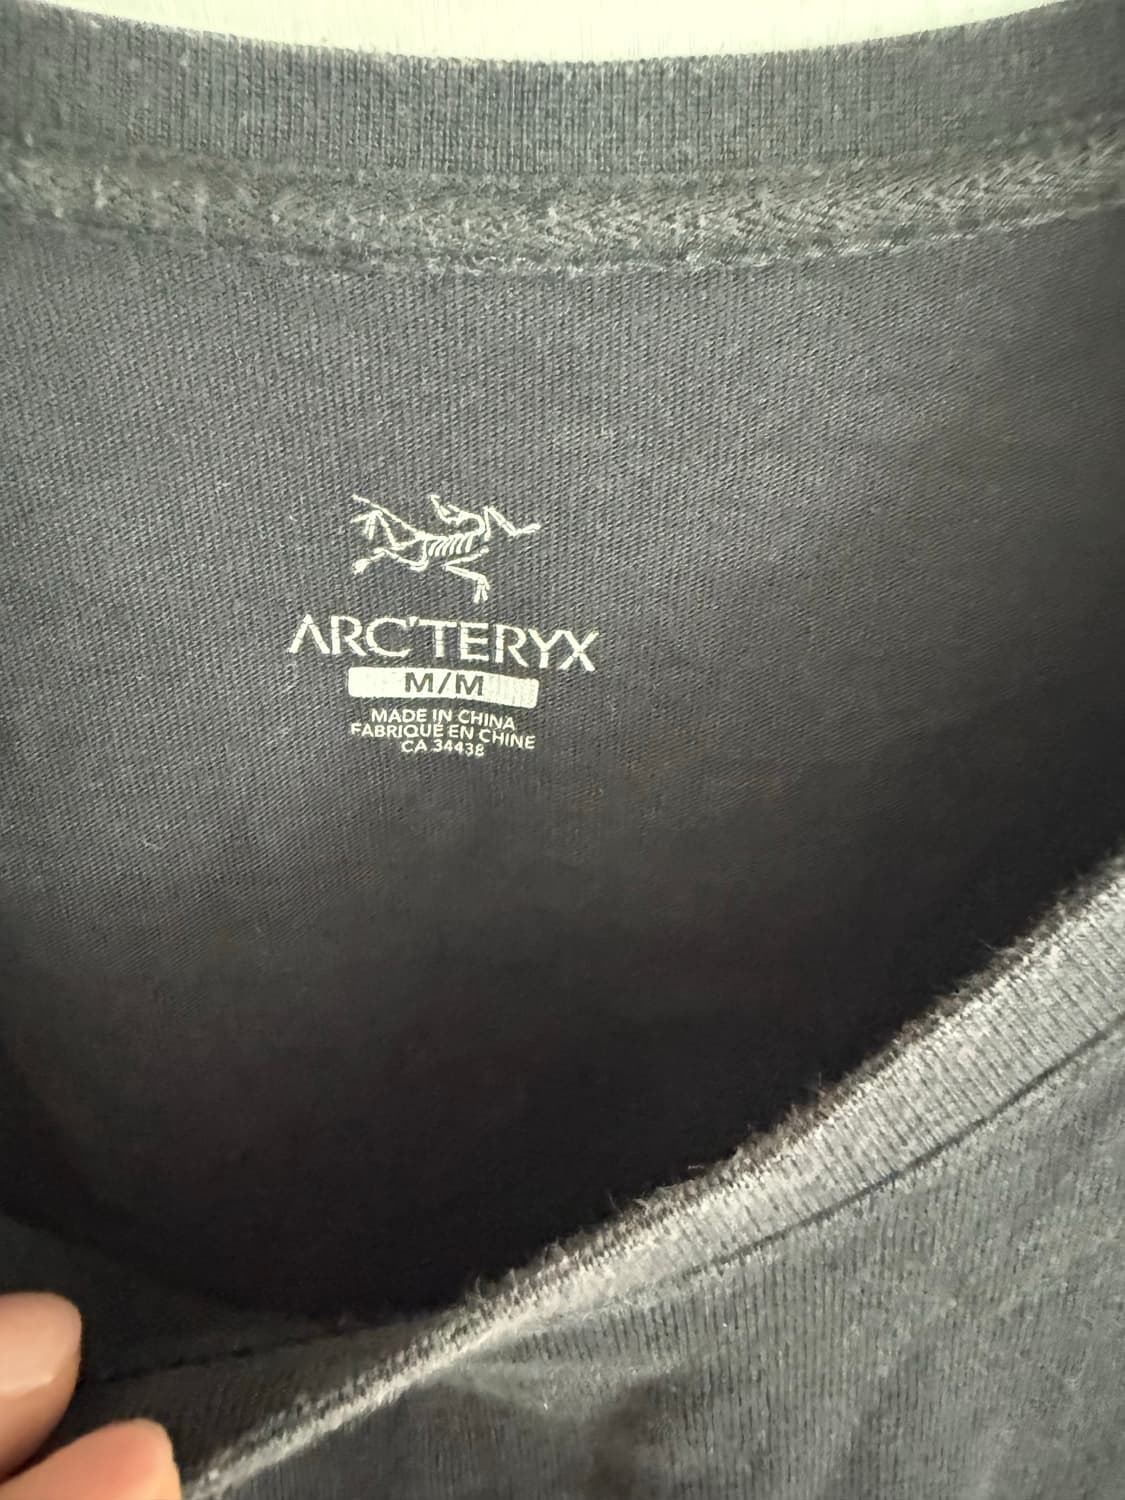 ARC'TERYX
M/M
MADE IN CHINA
FABRIQUÉ EN CHINE
CA 34438